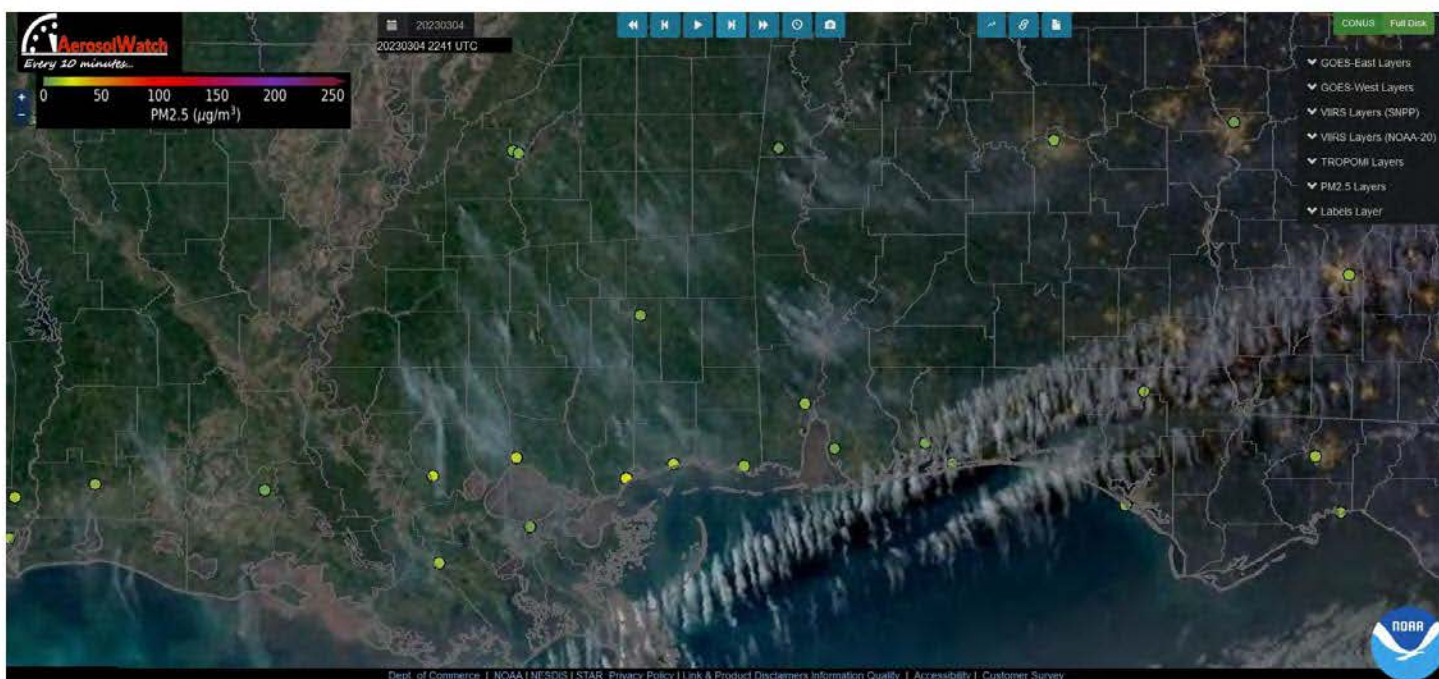 20230304
CONUS
Full Disk
AerosolWatch
Every 10 minutes...
20230304 2241 UTC
GOES-East Layers
GOES-West Layers
VIIRS Layers (SNPP)
VIIRS Layers (NOAA-20)
TROPOMI Layers
PM2.5 Layers
Labels Layer
+
−
0 50 100 150 200 250
PM2.5 (µg/m³)
NOAA
Dept. of Commerce | NOAA | NESDIS | STAR Privacy Policy | Link & Product Disclaimers Information Quality | Accessibility | Customer Survey